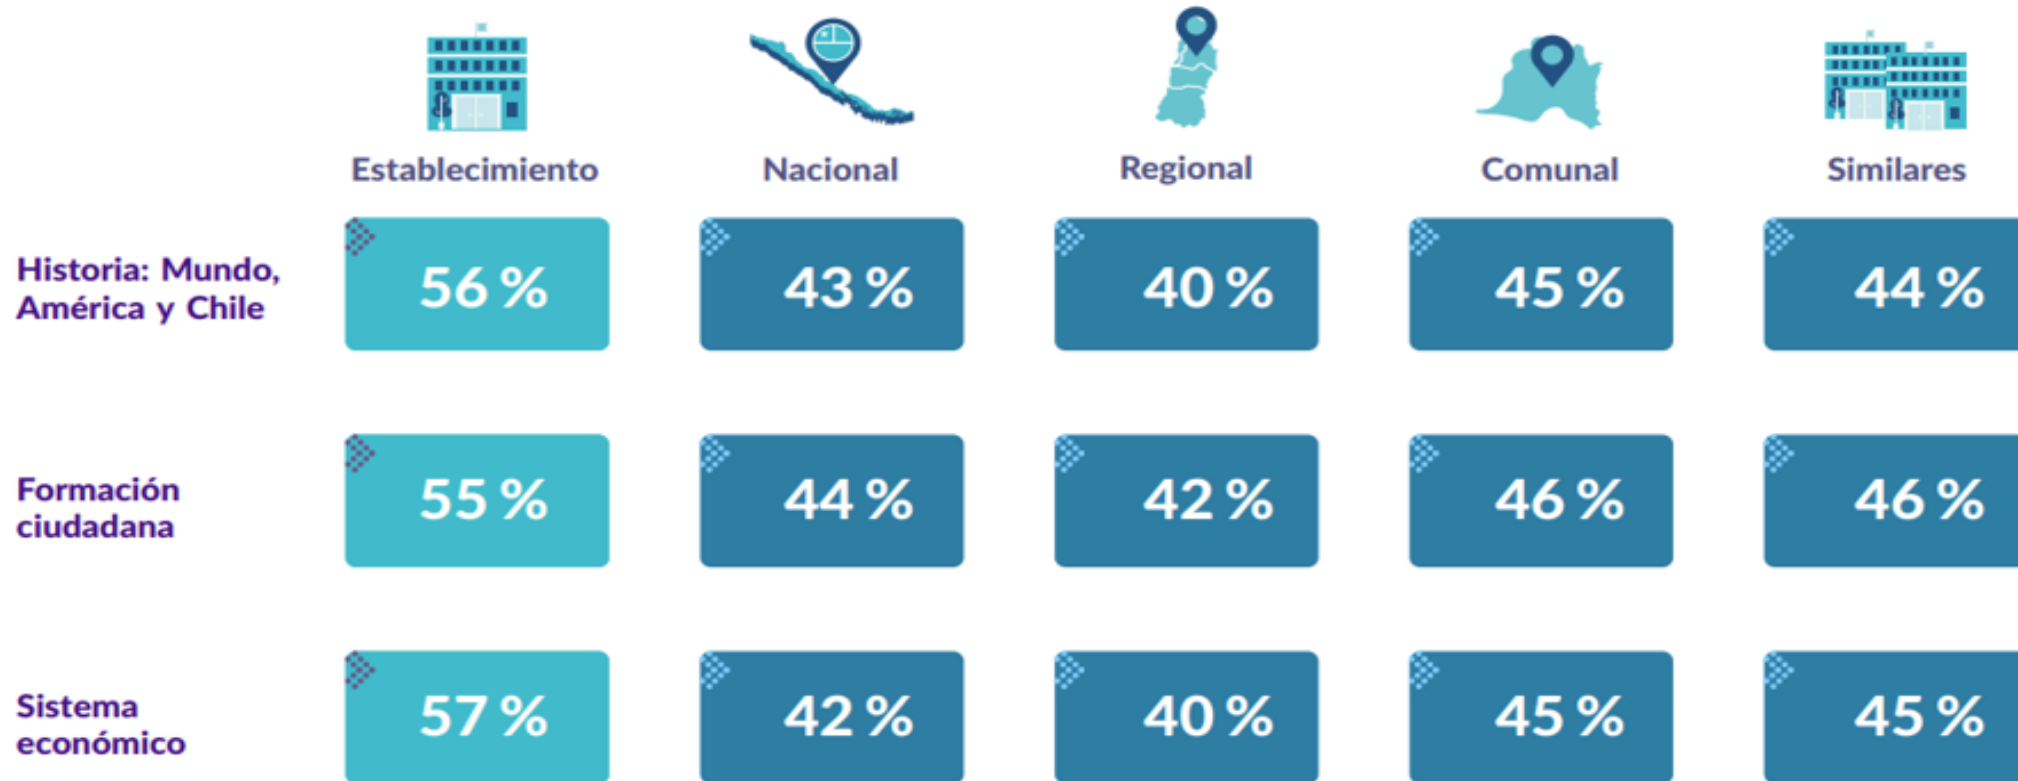 Establecimiento Nacional Regional Comunal Similares
Historia: Mundo,
América y Chile
56 % 43 % 40 % 45 % 44 %
Formación
ciudadana
55 % 44 % 42 % 46 % 46 %
Sistema
económico
57 % 42 % 40 % 45 % 45 %